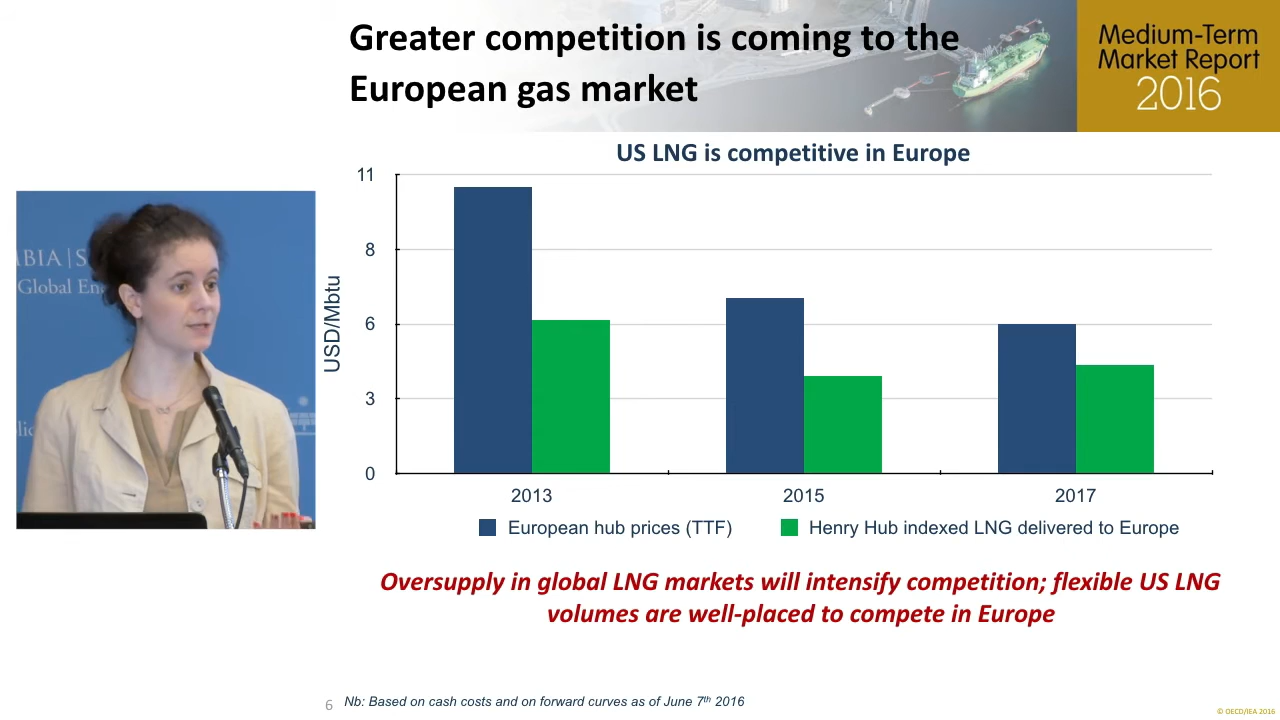 Greater competition is coming to the
European gas market
Medium-Term
Market Report
2016
US LNG is competitive in Europe
USD/Mbtu
11
8
6
3
0
2013
2015
2017
European hub prices (TTF)
Henry Hub indexed LNG delivered to Europe
Oversupply in global LNG markets will intensify competition; flexible US LNG
volumes are well-placed to compete in Europe
6
Nb: Based on cash costs and on forward curves as of June 7th 2016
© OECD/IEA 2016
BIA | S
Global En